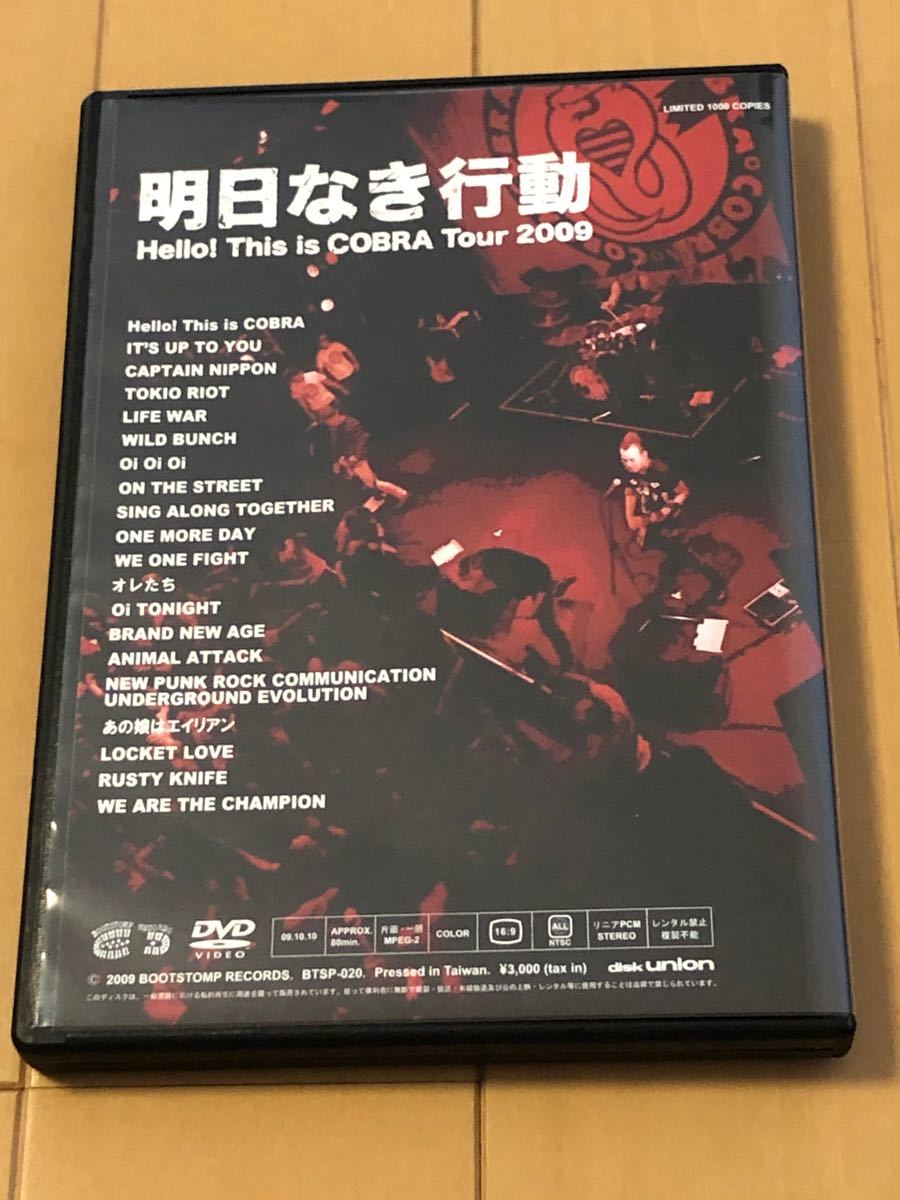 LIMITED 1000 COPIES
COBRA
明日なき行動
Hello! This is COBRA Tour 2009
Hello! This is COBRA
IT'S UP TO YOU
CAPTAIN NIPPON
TOKIO RIOT
LIFE WAR
WILD BUNCH
Oi Oi Oi
ON THE STREET
SING ALONG TOGETHER
ONE MORE DAY
WE ONE FIGHT
オレたち
Oi TONIGHT
BRAND NEW AGE
ANIMAL ATTACK
NEW PUNK ROCK COMMUNICATION
UNDERGROUND EVOLUTION
あの娘はエイリアン
LOCKET LOVE
RUSTY KNIFE
WE ARE THE CHAMPION
DVD
VIDEO
09.10.10
APPROX.
80min.
片面・一層
MPEG-2
COLOR
16:9
ALL
NTSC
リニアPCM
STEREO
レンタル禁止
複製不能
© 2009 BOOTSTOMP RECORDS. BTSP-020. Pressed in Taiwan. ¥3,000 (tax in)
disk union